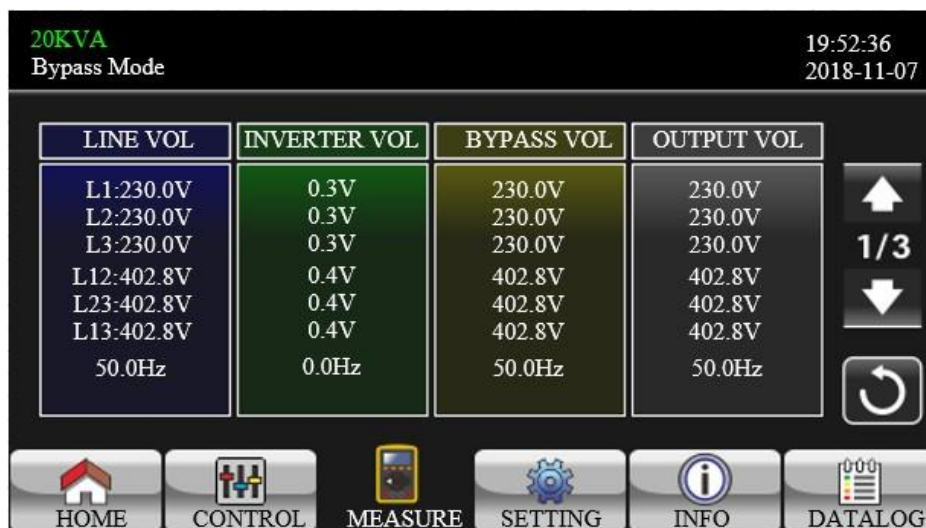 20KVA
19:52:36
Bypass Mode
2018-11-07
LINE VOL INVERTER VOL BYPASS VOL OUTPUT VOL
L1:230.0V 0.3V 230.0V 230.0V
L2:230.0V 0.3V 230.0V 230.0V
L3:230.0V 0.3V 230.0V 230.0V
1/3
L12:402.8V 0.4V 402.8V 402.8V
L23:402.8V 0.4V 402.8V 402.8V
L13:402.8V 0.4V 402.8V 402.8V
50.0Hz 0.0Hz 50.0Hz 50.0Hz
HOME CONTROL MEASURE SETTING INFO DATALOG